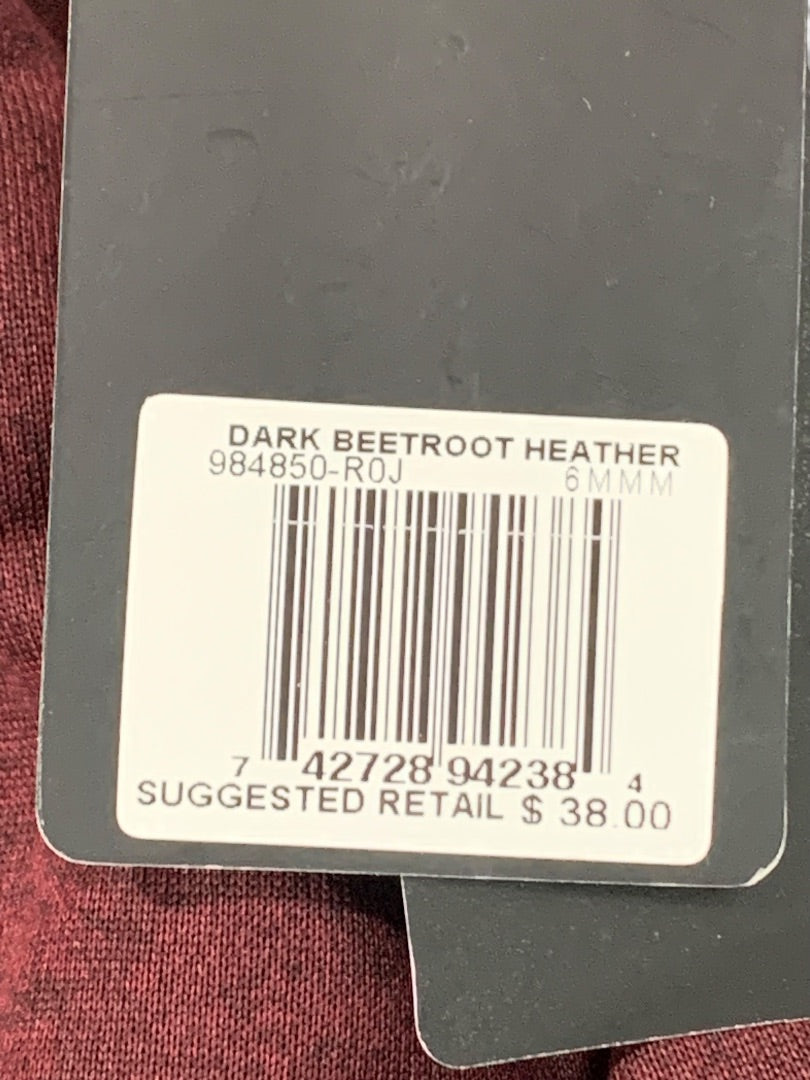 DARK BEETROOT HEATHER
984850-R0J 6MMM
7 42728 94238 4
SUGGESTED RETAIL $ 38.00